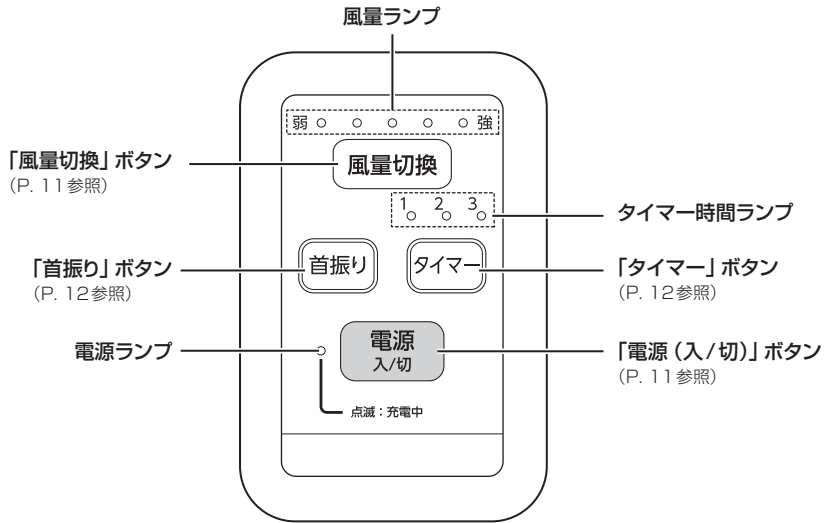 風量ランプ
弱 強
「風量切換」ボタン
(P. 11参照)
風量切換
1 2 3
タイマー時間ランプ
「首振り」ボタン
(P. 12参照)
首振り
タイマー
「タイマー」ボタン
(P. 12参照)
電源ランプ
電源
入/切
「電源（入/切）」ボタン
(P. 11参照)
点滅：充電中